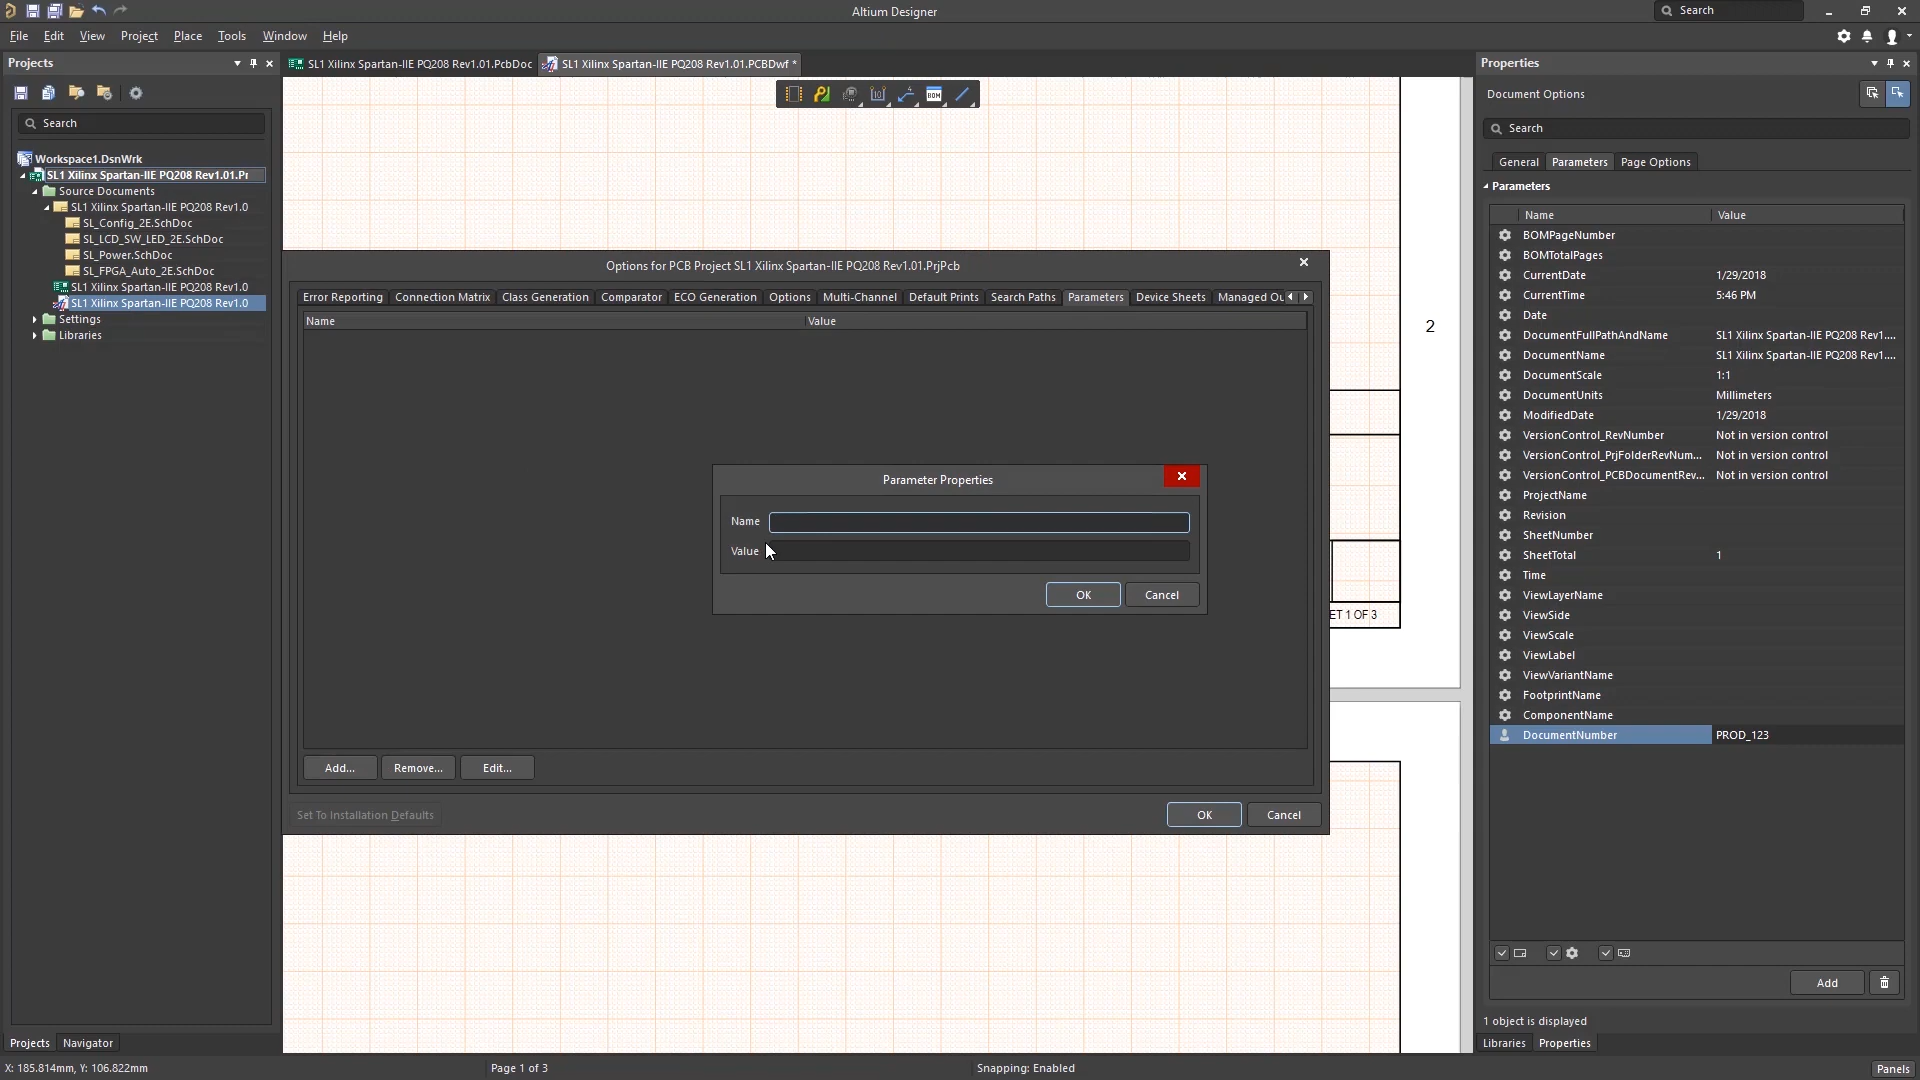 Altium Designer
Search
File Edit View Project Place Tools Window Help
Projects
SL1 Xilinx Spartan-IIE PQ208 Rev1.01.PcbDoc
SL1 Xilinx Spartan-IIE PQ208 Rev1.01.PCBDwf *
Properties
Document Options
BOM
Search
Search
Workspace1.DsnWrk
SL1 Xilinx Spartan-IIE PQ208 Rev1.01.Pr
Source Documents
SL1 Xilinx Spartan-IIE PQ208 Rev1.0
SL_Config_2E.SchDoc
SL_LCD_SW_LED_2E.SchDoc
SL_Power.SchDoc
SL_FPGA_Auto_2E.SchDoc
SL1 Xilinx Spartan-IIE PQ208 Rev1.0
SL1 Xilinx Spartan-IIE PQ208 Rev1.0
Settings
Libraries
Options for PCB Project SL1 Xilinx Spartan-IIE PQ208 Rev1.01.PrjPcb
Error Reporting Connection Matrix Class Generation Comparator ECO Generation Options Multi-Channel Default Prints Search Paths Parameters Device Sheets Managed Ou
Name Value
Parameter Properties
Name
Value
OK Cancel
Add... Remove... Edit...
Set To Installation Defaults
OK Cancel
2
ET 1 OF 3
General Parameters Page Options
Parameters
Name Value
BOMPageNumber
BOMTotalPages
CurrentDate 1/29/2018
CurrentTime 5:46 PM
Date
DocumentFullPathAndName SL1 Xilinx Spartan-IIE PQ208 Rev1....
DocumentName SL1 Xilinx Spartan-IIE PQ208 Rev1....
DocumentScale 1:1
DocumentUnits Millimeters
ModifiedDate 1/29/2018
VersionControl_RevNumber Not in version control
VersionControl_PrjFolderRevNum... Not in version control
VersionControl_PCBDocumentRev... Not in version control
ProjectName
Revision
SheetNumber
SheetTotal 1
Time
ViewLayerName
ViewSide
ViewScale
ViewLabel
ViewVariantName
FootprintName
ComponentName
DocumentNumber PROD_123
Add
1 object is displayed
Projects Navigator
Libraries Properties
X: 185.814mm, Y: 106.822mm
Page 1 of 3
Snapping: Enabled
Panels